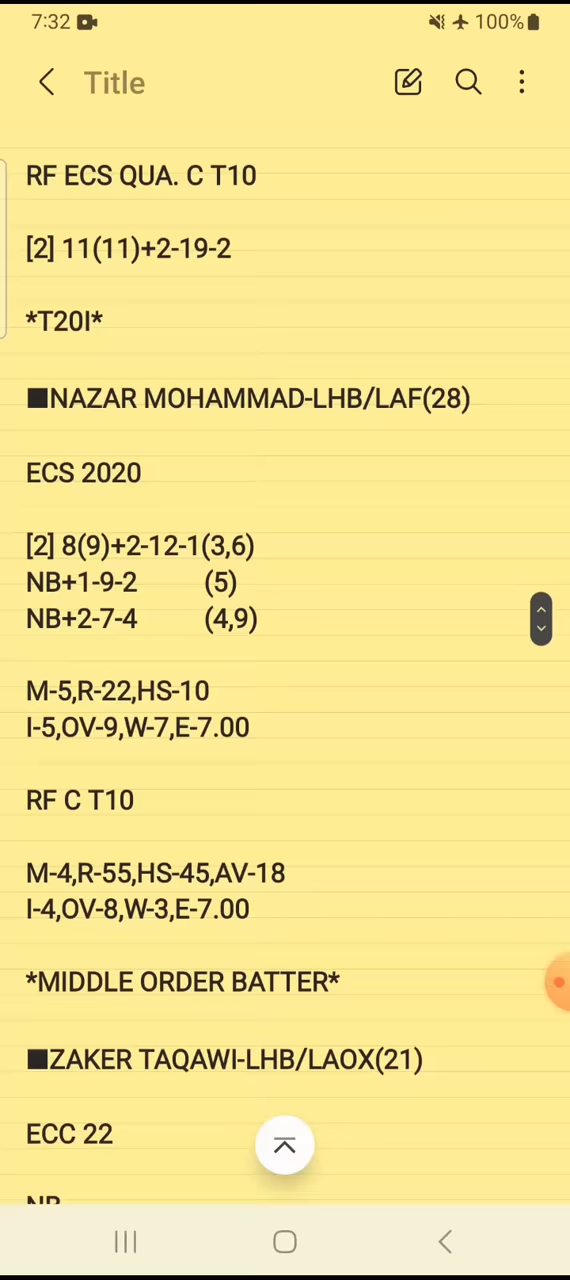 7:32 100%
Title
RF ECS QUA. C T10
[2] 11(11)+2-19-2
*T20I*
■NAZAR MOHAMMAD-LHB/LAF(28)
ECS 2020
[2] 8(9)+2-12-1(3,6)
NB+1-9-2 (5)
NB+2-7-4 (4,9)
M-5,R-22,HS-10
I-5,OV-9,W-7,E-7.00
RF C T10
M-4,R-55,HS-45,AV-18
I-4,OV-8,W-3,E-7.00
*MIDDLE ORDER BATTER*
■ZAKER TAQAWI-LHB/LAOX(21)
ECC 22